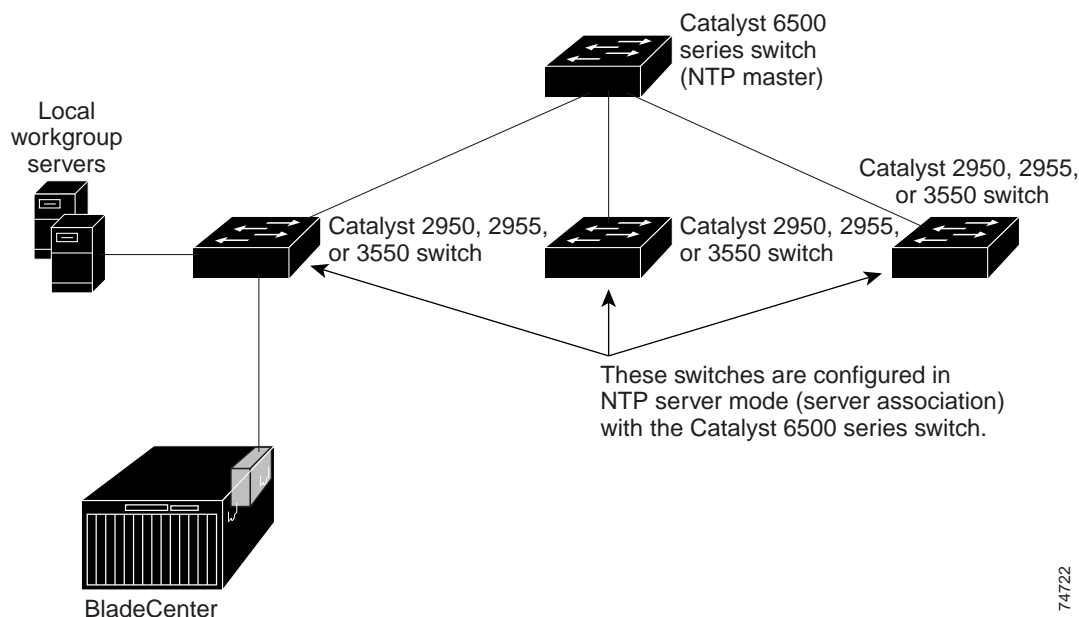 Catalyst 6500
series switch
(NTP master)
Local
workgroup
servers
Catalyst 2950, 2955,
or 3550 switch
Catalyst 2950, 2955,
or 3550 switch
Catalyst 2950, 2955,
or 3550 switch
These switches are configured in
NTP server mode (server association)
with the Catalyst 6500 series switch.
BladeCenter
74722